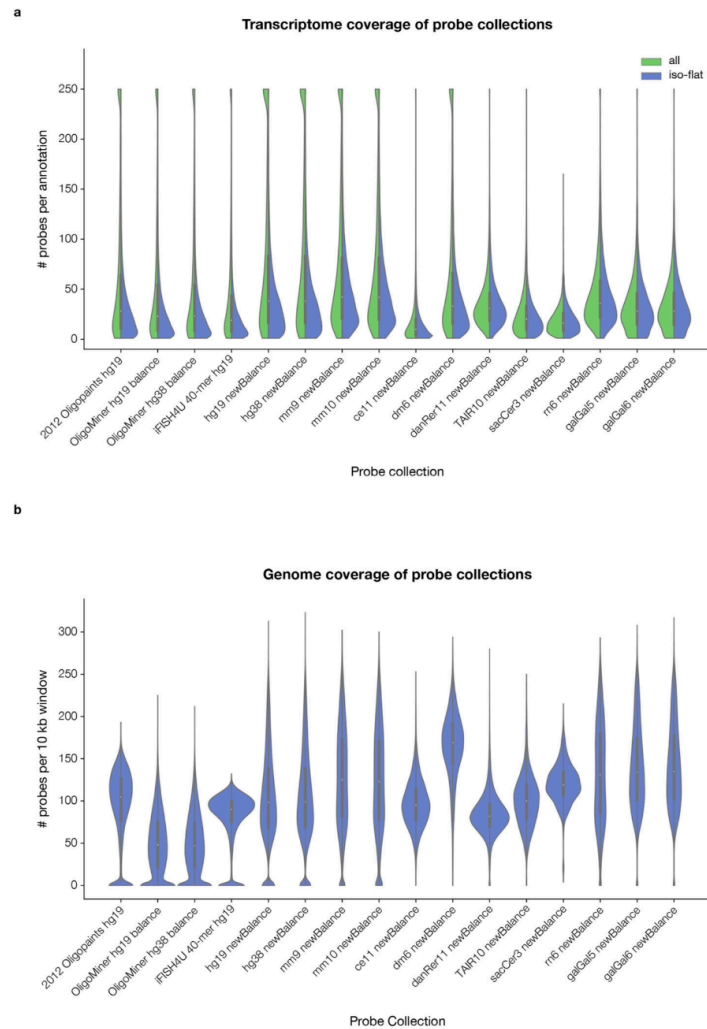 a
Transcriptome coverage of probe collections
all
iso-flat
250
200
150
100
50
0
# probes per annotation
2012 Oligopaints hg19
OligoMiner hg19 balance
OligoMiner hg38 balance
iFISH4U 40-mer hg19
hg19 newBalance
hg38 newBalance
mm9 newBalance
mm10 newBalance
ce11 newBalance
dm6 newBalance
danRer11 newBalance
TAIR10 newBalance
sacCer3 newBalance
rn6 newBalance
galGal5 newBalance
galGal6 newBalance
Probe collection
b
Genome coverage of probe collections
300
250
200
150
100
50
0
# probes per 10 kb window
2012 Oligopaints hg19
OligoMiner hg19 balance
OligoMiner hg38 balance
iFISH4U 40-mer hg19
hg19 newBalance
hg38 newBalance
mm9 newBalance
mm10 newBalance
ce11 newBalance
dm6 newBalance
danRer11 newBalance
TAIR10 newBalance
sacCer3 newBalance
rn6 newBalance
galGal5 newBalance
galGal6 newBalance
Probe Collection